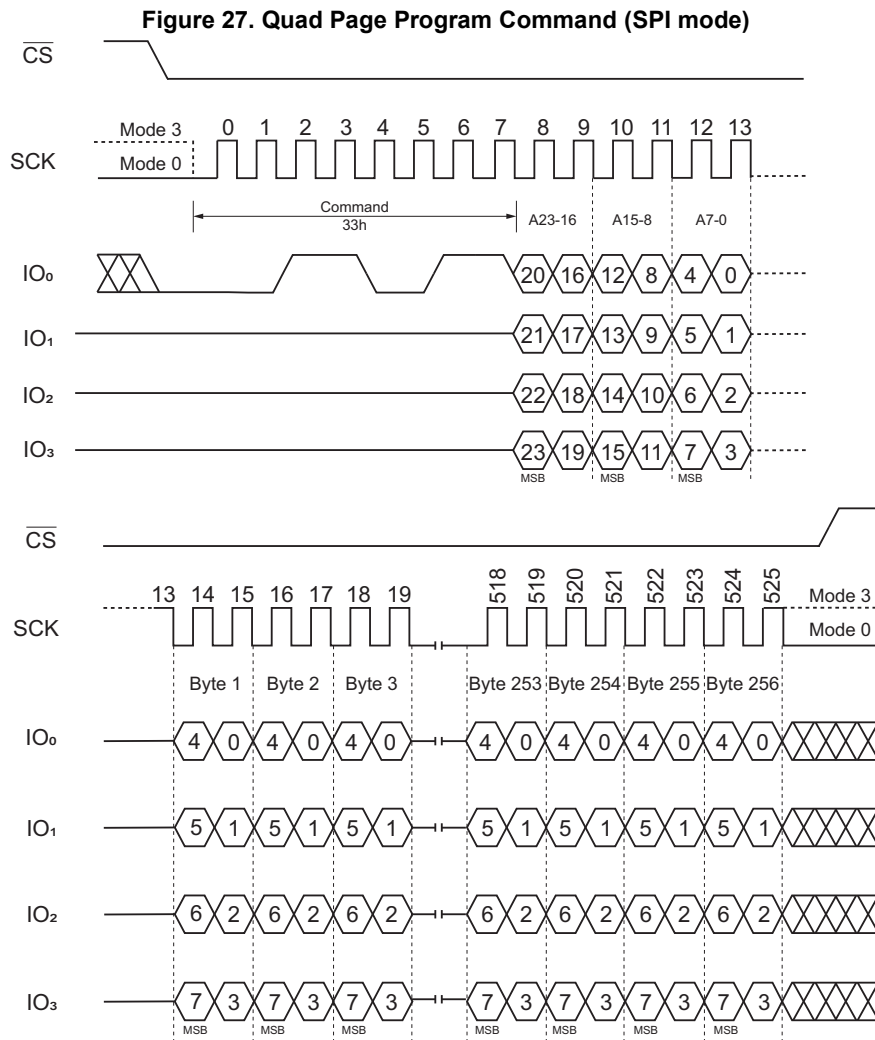 Figure 27. Quad Page Program Command (SPI mode)
CS
Mode 3 0 1 2 3 4 5 6 7 8 9 10 11 12 13
SCK Mode 0
Command
33h
A23-16 A15-8 A7-0
IO₀ 20 16 12 8 4 0
IO₁ 21 17 13 9 5 1
IO₂ 22 18 14 10 6 2
IO₃ 23 19 15 11 7 3
MSB MSB MSB
CS
13 14 15 16 17 18 19 518 519 520 521 522 523 524 525 Mode 3
SCK Mode 0
Byte 1 Byte 2 Byte 3 Byte 253 Byte 254 Byte 255 Byte 256
IO₀ 4 0 4 0 4 0 4 0 4 0 4 0 4 0
IO₁ 5 1 5 1 5 1 5 1 5 1 5 1 5 1
IO₂ 6 2 6 2 6 2 6 2 6 2 6 2 6 2
IO₃ 7 3 7 3 7 3 7 3 7 3 7 3 7 3
MSB MSB MSB MSB MSB MSB MSB